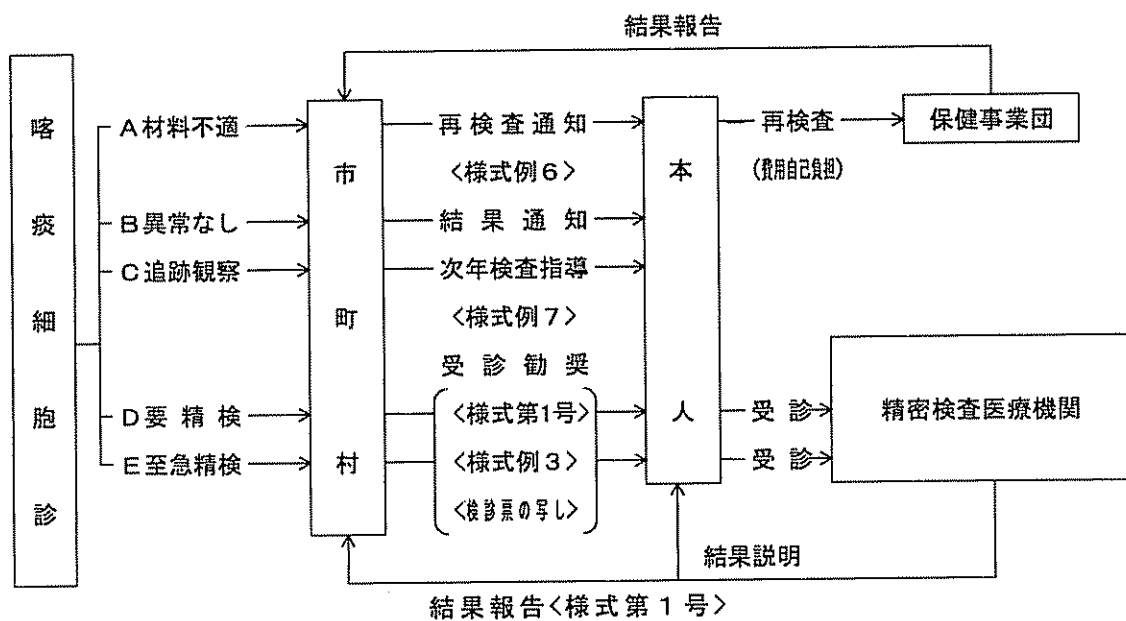 結果報告
喀痰細胞診
A材料不適
B異常なし
C追跡観察
D要精検
E至急精検
市町村
再検査通知
<様式例6>
結果通知
次年検査指導
<様式例7>
受診勧奨
<様式第1号>
<様式例3>
<検診票の写し>
本人
再検査
(費用自己負担)
保健事業団
受診
受診
精密検査医療機関
結果説明
結果報告<様式第1号>